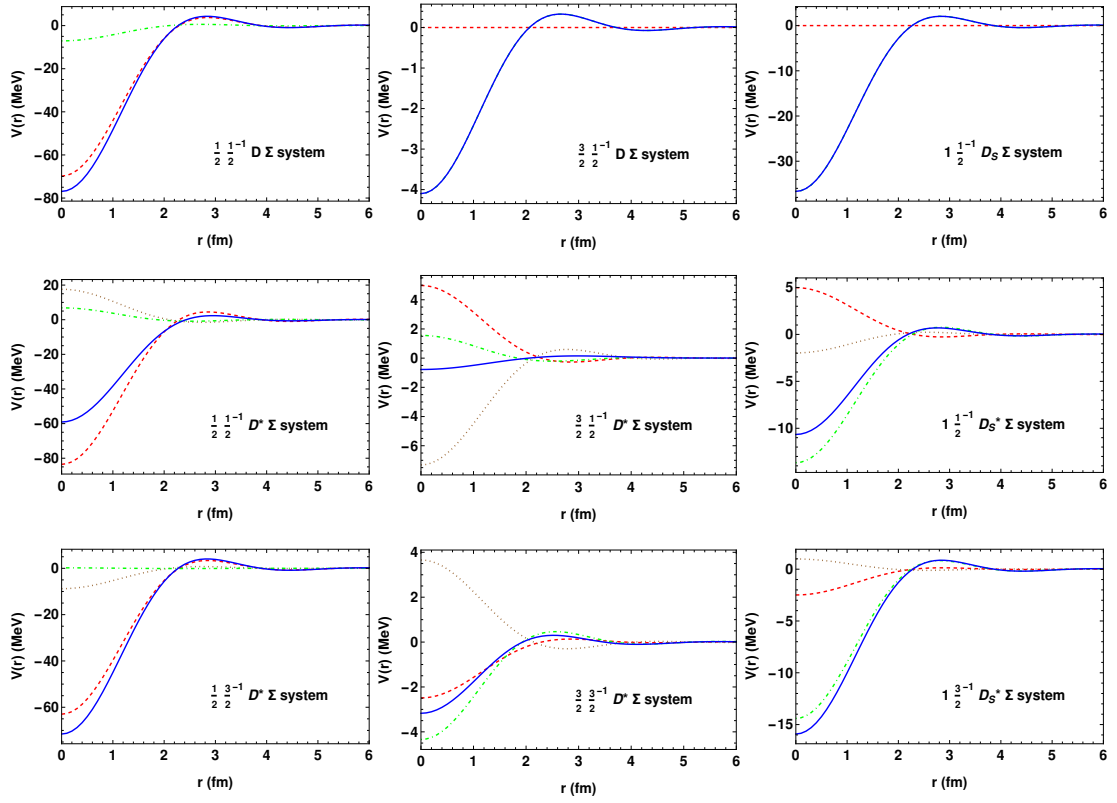 0
−20
−40
−60
−80
V(r) (MeV)
0 1 2 3 4 5 6
r (fm)
1/2 1/2⁻¹ D Σ system
0
−1
−2
−3
−4
V(r) (MeV)
0 1 2 3 4 5 6
r (fm)
3/2 1/2⁻¹ D Σ system
0
−10
−20
−30
V(r) (MeV)
0 1 2 3 4 5 6
r (fm)
1 1/2⁻¹ D_S Σ system
20
0
−20
−40
−60
−80
V(r) (MeV)
0 1 2 3 4 5 6
r (fm)
1/2 1/2⁻¹ D* Σ system
4
2
0
−2
−4
−6
V(r) (MeV)
0 1 2 3 4 5 6
r (fm)
3/2 1/2⁻¹ D* Σ system
5
0
−5
−10
V(r) (MeV)
0 1 2 3 4 5 6
r (fm)
1 1/2⁻¹ D_S* Σ system
0
−20
−40
−60
V(r) (MeV)
0 1 2 3 4 5 6
r (fm)
1/2 3/2⁻¹ D* Σ system
4
2
0
−2
−4
V(r) (MeV)
0 1 2 3 4 5 6
r (fm)
3/2 3/2⁻¹ D* Σ system
0
−5
−10
−15
V(r) (MeV)
0 1 2 3 4 5 6
r (fm)
1 3/2⁻¹ D_S* Σ system